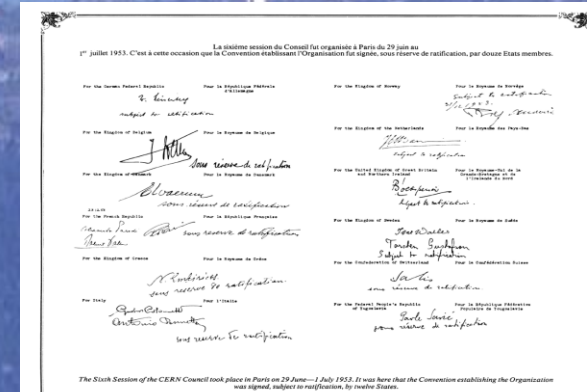 La sixième session du Conseil fut organisée à Paris du 29 juin au
1er juillet 1953. C'est à cette occasion que la Convention établissant l'Organisation fut signée, sous réserve de ratification, par douze Etats membres.
For the German Federal Republic Pour la République Fédérale
d'Allemagne
subject to ratification
For the Kingdom of Belgium Pour le Royaume de Belgique
sous réserve de ratification
For the Kingdom of Denmark Pour le Royaume de Danemark
sous réserve de ratification
For the French Republic Pour la République Française
sous réserve de ratification
For the Kingdom of Greece Pour le Royaume de Grèce
sous reserve de ratification.
For Italy Pour l'Italie
Antonio
sous reserve de ratification
For the Kingdom of Norway Pour le Royaume de Norvège
subject to ratification
For the Kingdom of the Netherlands Pour le Royaume des Pays-Bas
subject to ratification
For the United Kingdom of Great Britain Pour le Royaume-Uni de la
and Northern Ireland Grande-Bretagne et de
l'Irlande du Nord
subject to ratification.
For the Kingdom of Sweden Pour le Royaume de Suède
Torsten Gustafson
Subject to ratification
For the Confederation of Switzerland Pour la Confédération Suisse
sous réserve de ratification.
For the Federal People's Republic Pour la République Fédérative
of Yugoslavia Populaire de Yougoslavie
Pavle Savić
sous réserve de ratification
The Sixth Session of the CERN Council took place in Paris on 29 June—1 July 1953. It was here that the Convention establishing the Organization
was signed, subject to ratification, by twelve States.